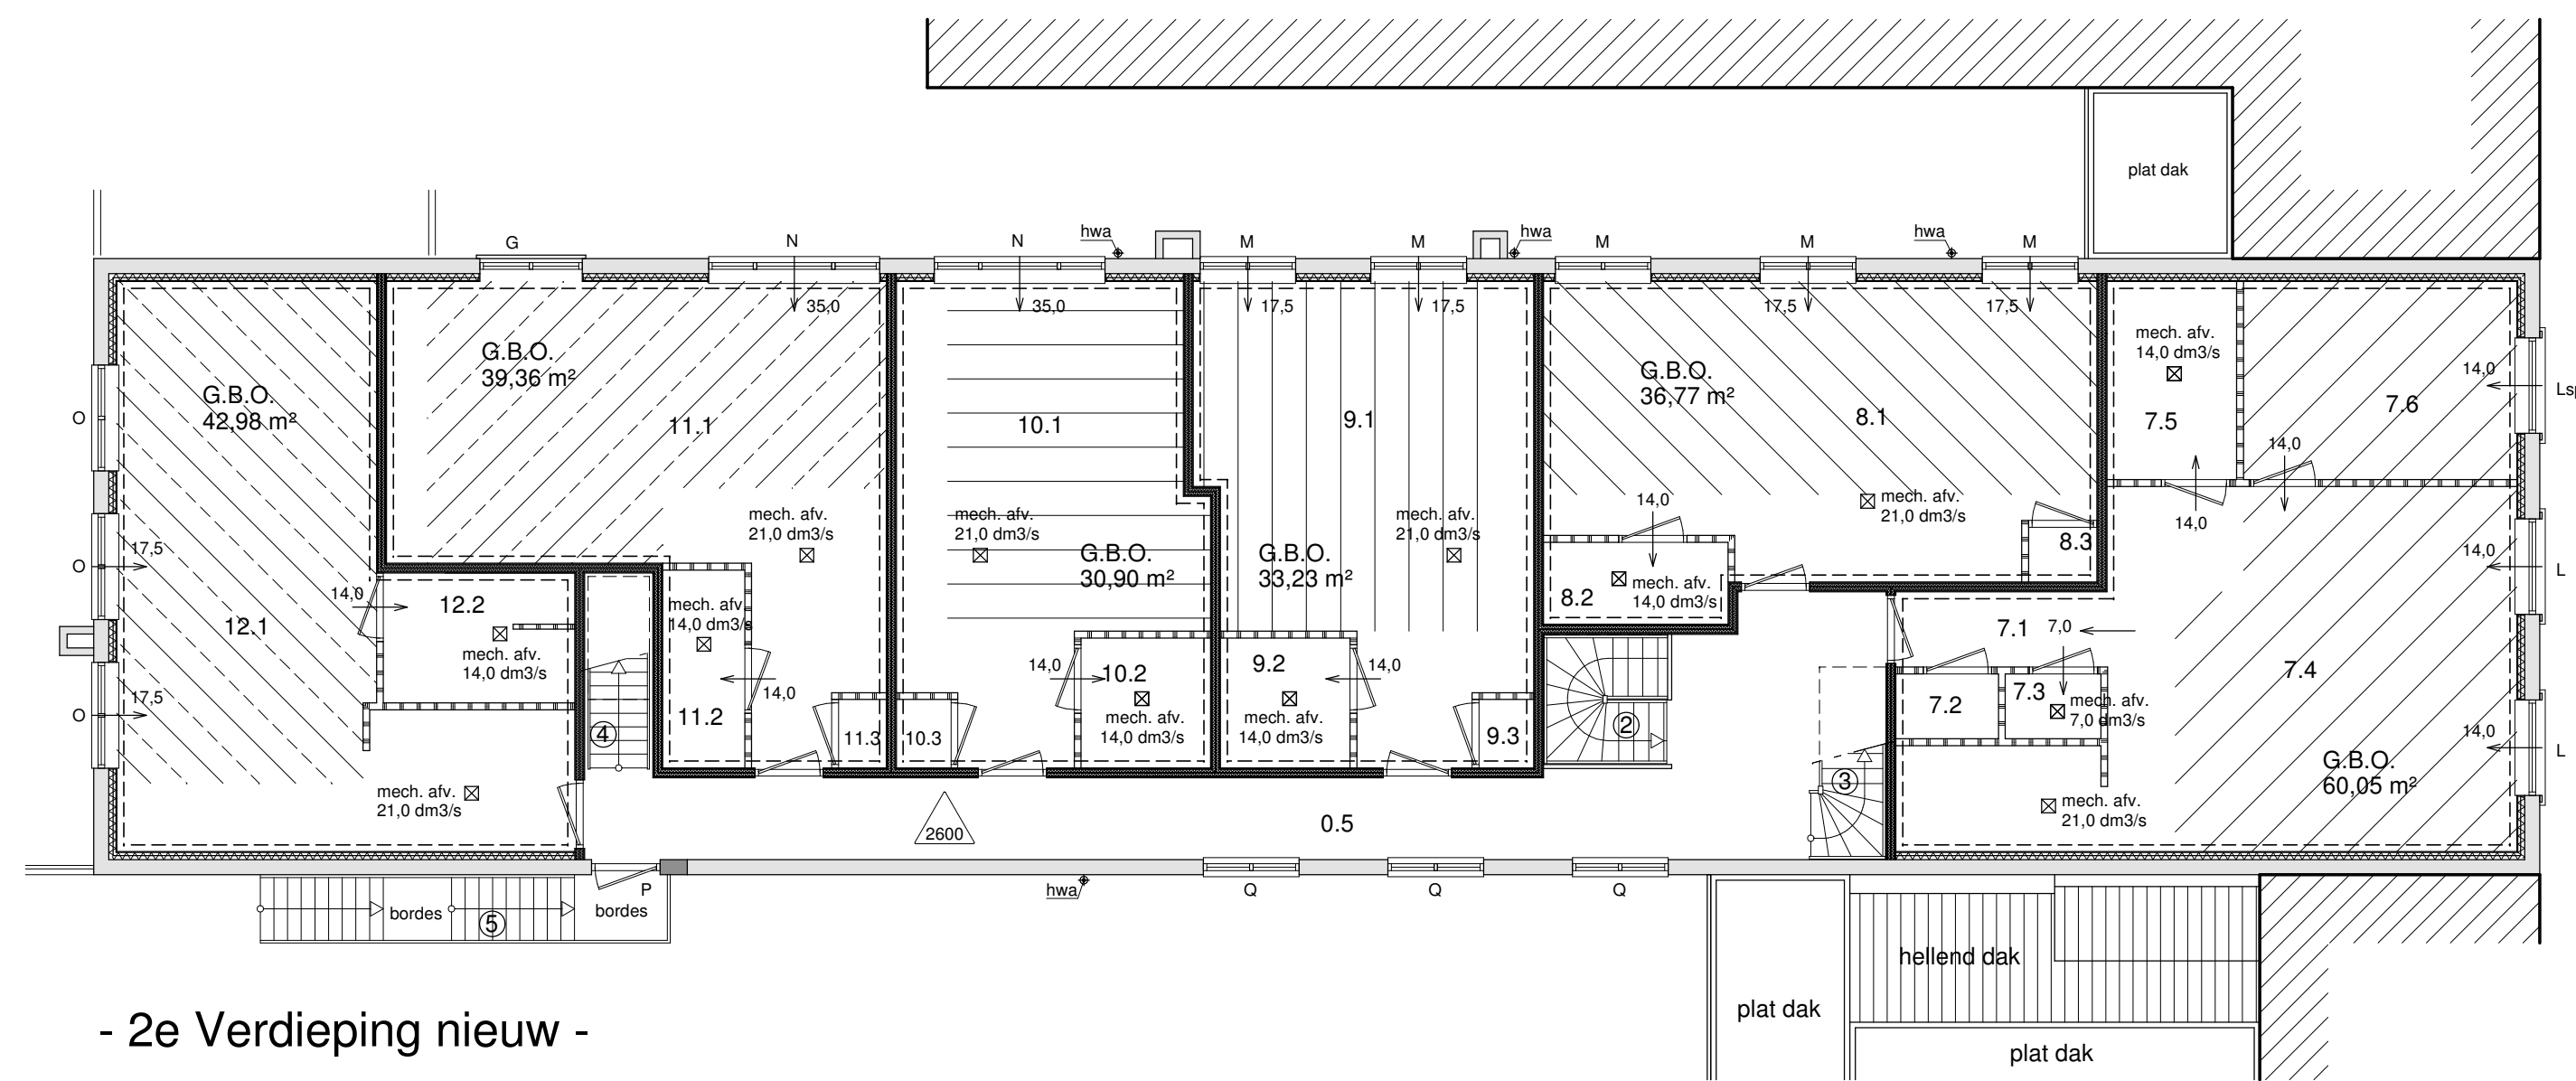 plat dak
G
N
N
hwa
M
M
hwa
M
M
hwa
M
35,0
35,0
17,5
17,5
17,5
17,5
G.B.O.
42,98 m²
G.B.O.
39,36 m²
11.1
10.1
9.1
G.B.O.
36,77 m²
8.1
mech. afv.
14,0 dm3/s
7.5
14,0
7.6
14,0
14,0
O
O
O
17,5
17,5
mech. afv.
21,0 dm3/s
mech. afv.
21,0 dm3/s
G.B.O.
30,90 m²
G.B.O.
33,23 m²
mech. afv.
21,0 dm3/s
14,0
mech. afv.
21,0 dm3/s
8.3
8.2
mech. afv.
14,0 dm3/s
14,0
L
12.1
14,0
12.2
mech. afv.
14,0 dm3/s
mech. afv.
14,0 dm3/s
4
11.2
14,0
11.3
10.3
14,0
10.2
mech. afv.
14,0 dm3/s
9.2
14,0
mech. afv.
14,0 dm3/s
9.3
2
7.1
7,0
7.2
7.3
mech. afv.
7,0 dm3/s
7.4
14,0
L
G.B.O.
60,05 m²
3
mech. afv.
21,0 dm3/s
mech. afv.
21,0 dm3/s
2600
0.5
bordes
5
P
bordes
hwa
Q
Q
Q
hellend dak
plat dak
plat dak
- 2e Verdieping nieuw -